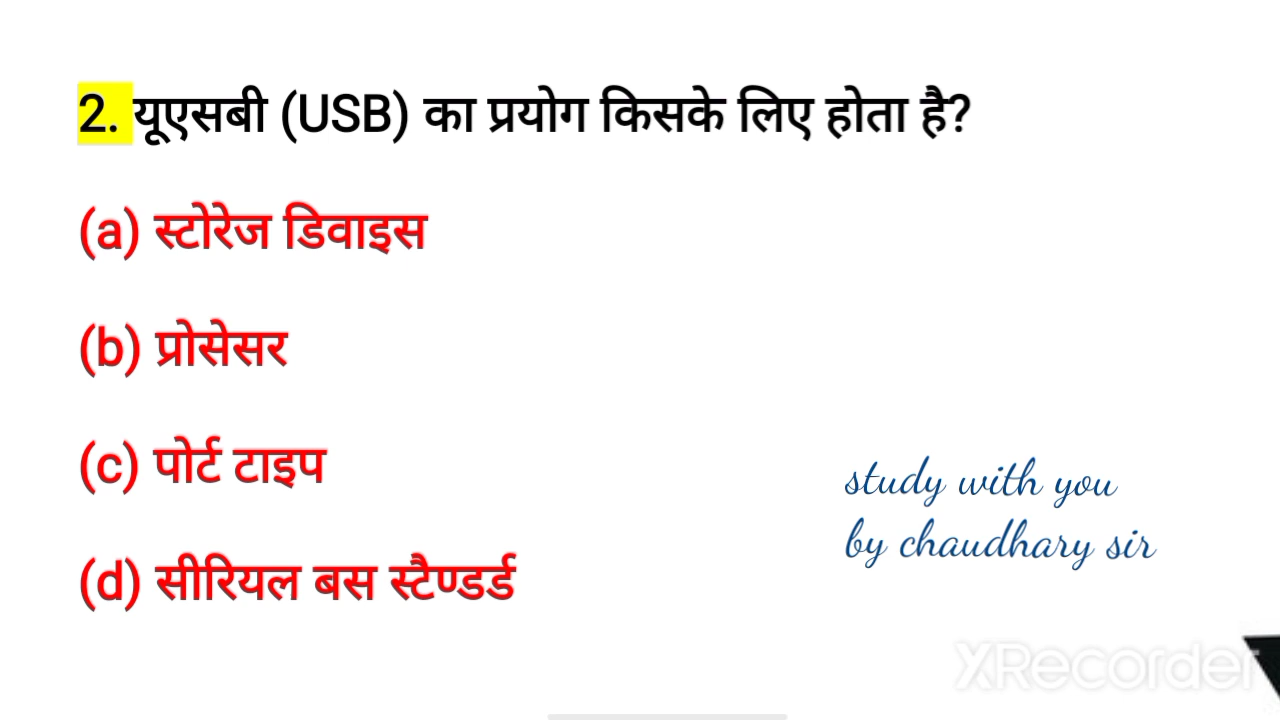 2. यूएसबी (USB) का प्रयोग किसके लिए होता है?
(a) स्टोरेज डिवाइस
(b) प्रोसेसर
(c) पोर्ट टाइप
(d) सीरियल बस स्टैण्डर्ड
study with you
by chaudhary sir
XRecorder